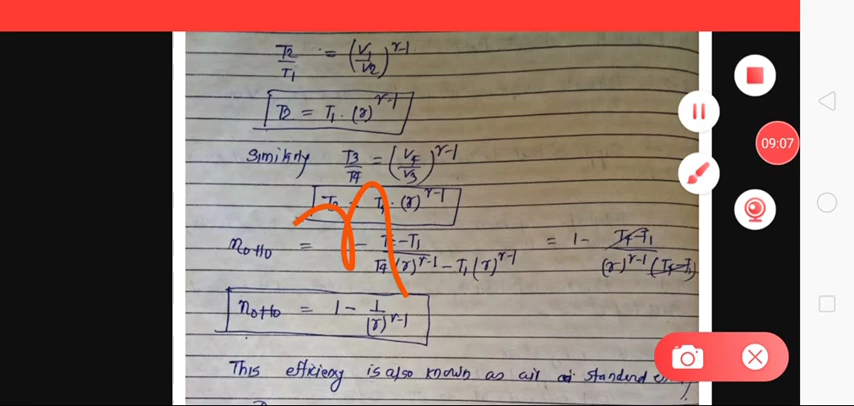 T2/T1 = (V1/V2)^r-1
T2 = T1 · (r)^r-1
Similarly T3/T4 = (V4/V3)^r-1
T4 · (r)^r-1
ηotto = - T4-T1 / T4 (r)^r-1 - T1 (r)^r-1 = 1 - T4-T1 / (r)^r-1 (T4-T1)
ηotto = 1 - 1/(r)^r-1
This efficiency is also known as air standard
09:07